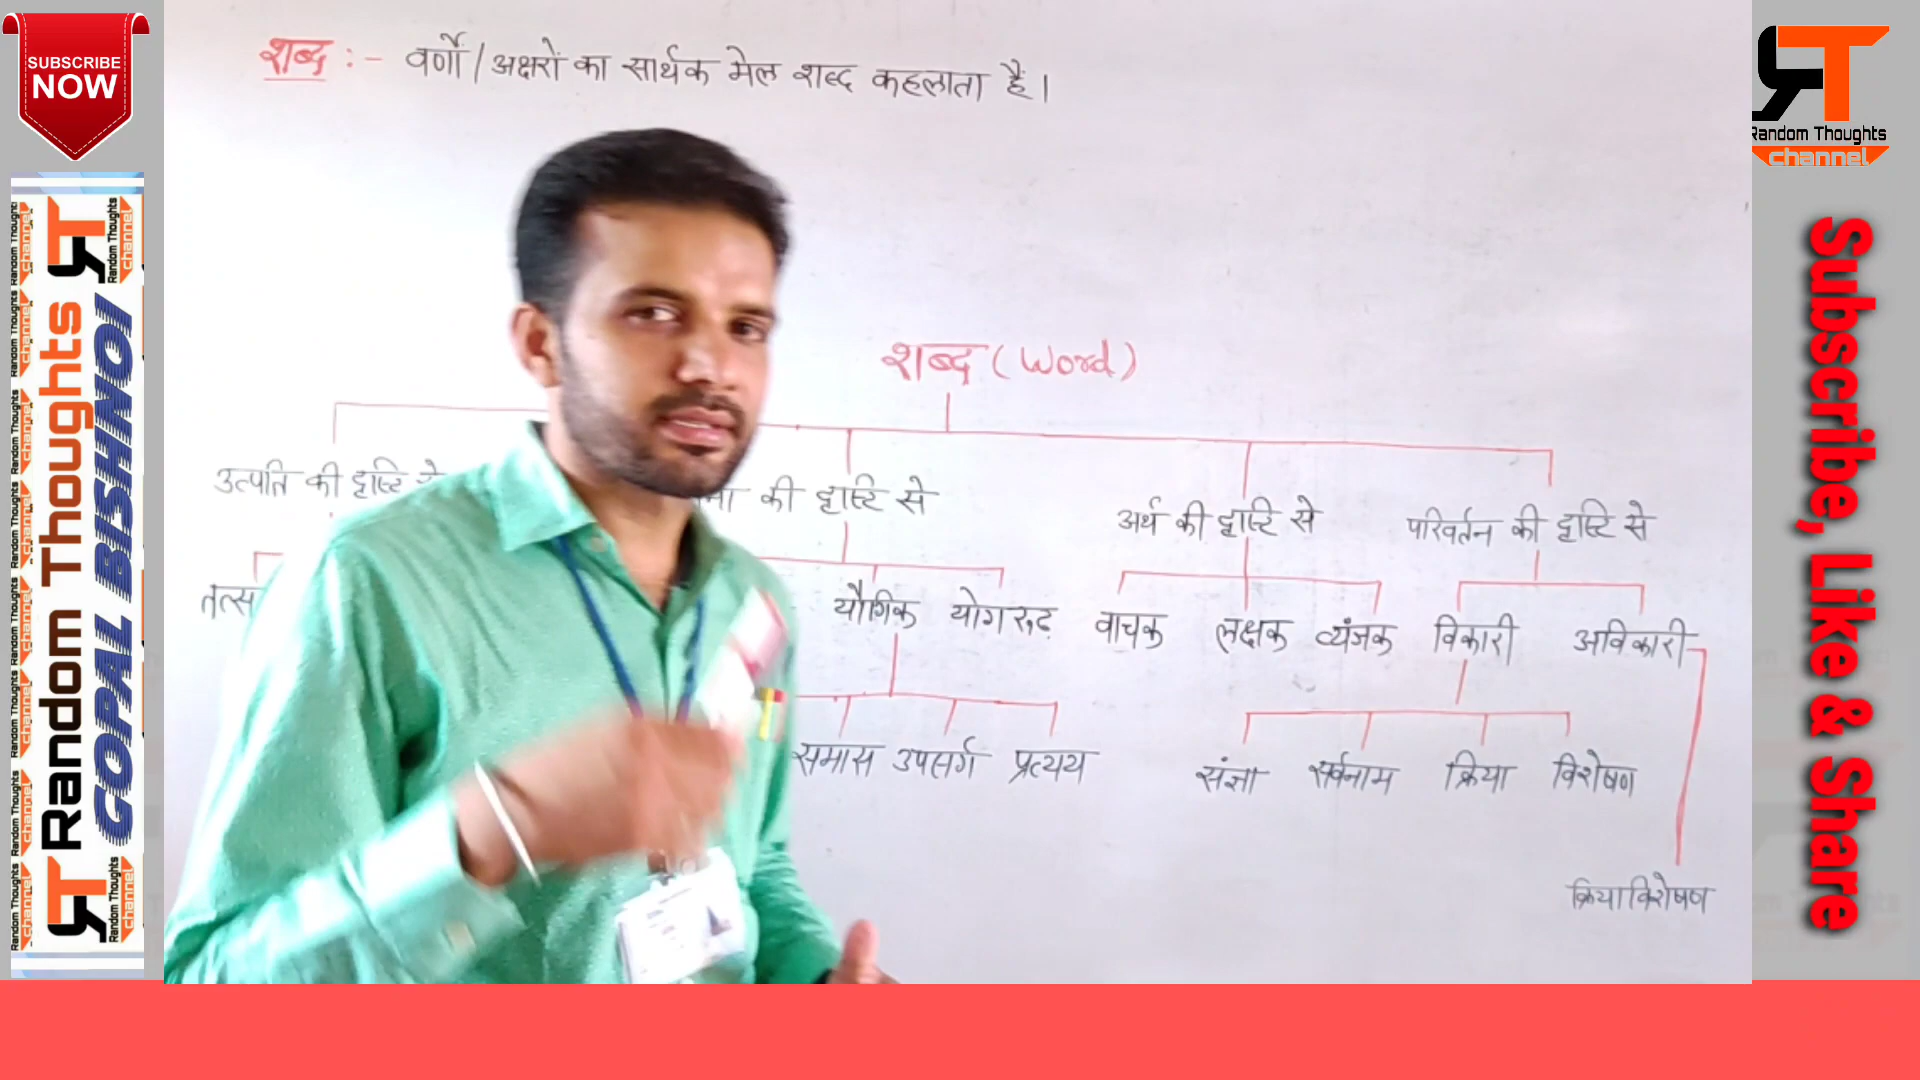 SUBSCRIBE
NOW
Random Thoughts
GOPAL BISHNOI
Random Thoughts
channel
Subscribe, Like & Share
शब्द :- वर्णों / अक्षरों का सार्थक मेल शब्द कहलाता है।
शब्द (Word)
उत्पति की दृष्टि की दृष्टि से अर्थ की दृष्टि से परिवर्तन की दृष्टि से
यौगिक योगरूढ़ वाचक लक्षक व्यंजक विकारी अविकारी
समास उपसर्ग प्रत्यय संज्ञा सर्वनाम क्रिया विशेषण
क्रियाविशेषण